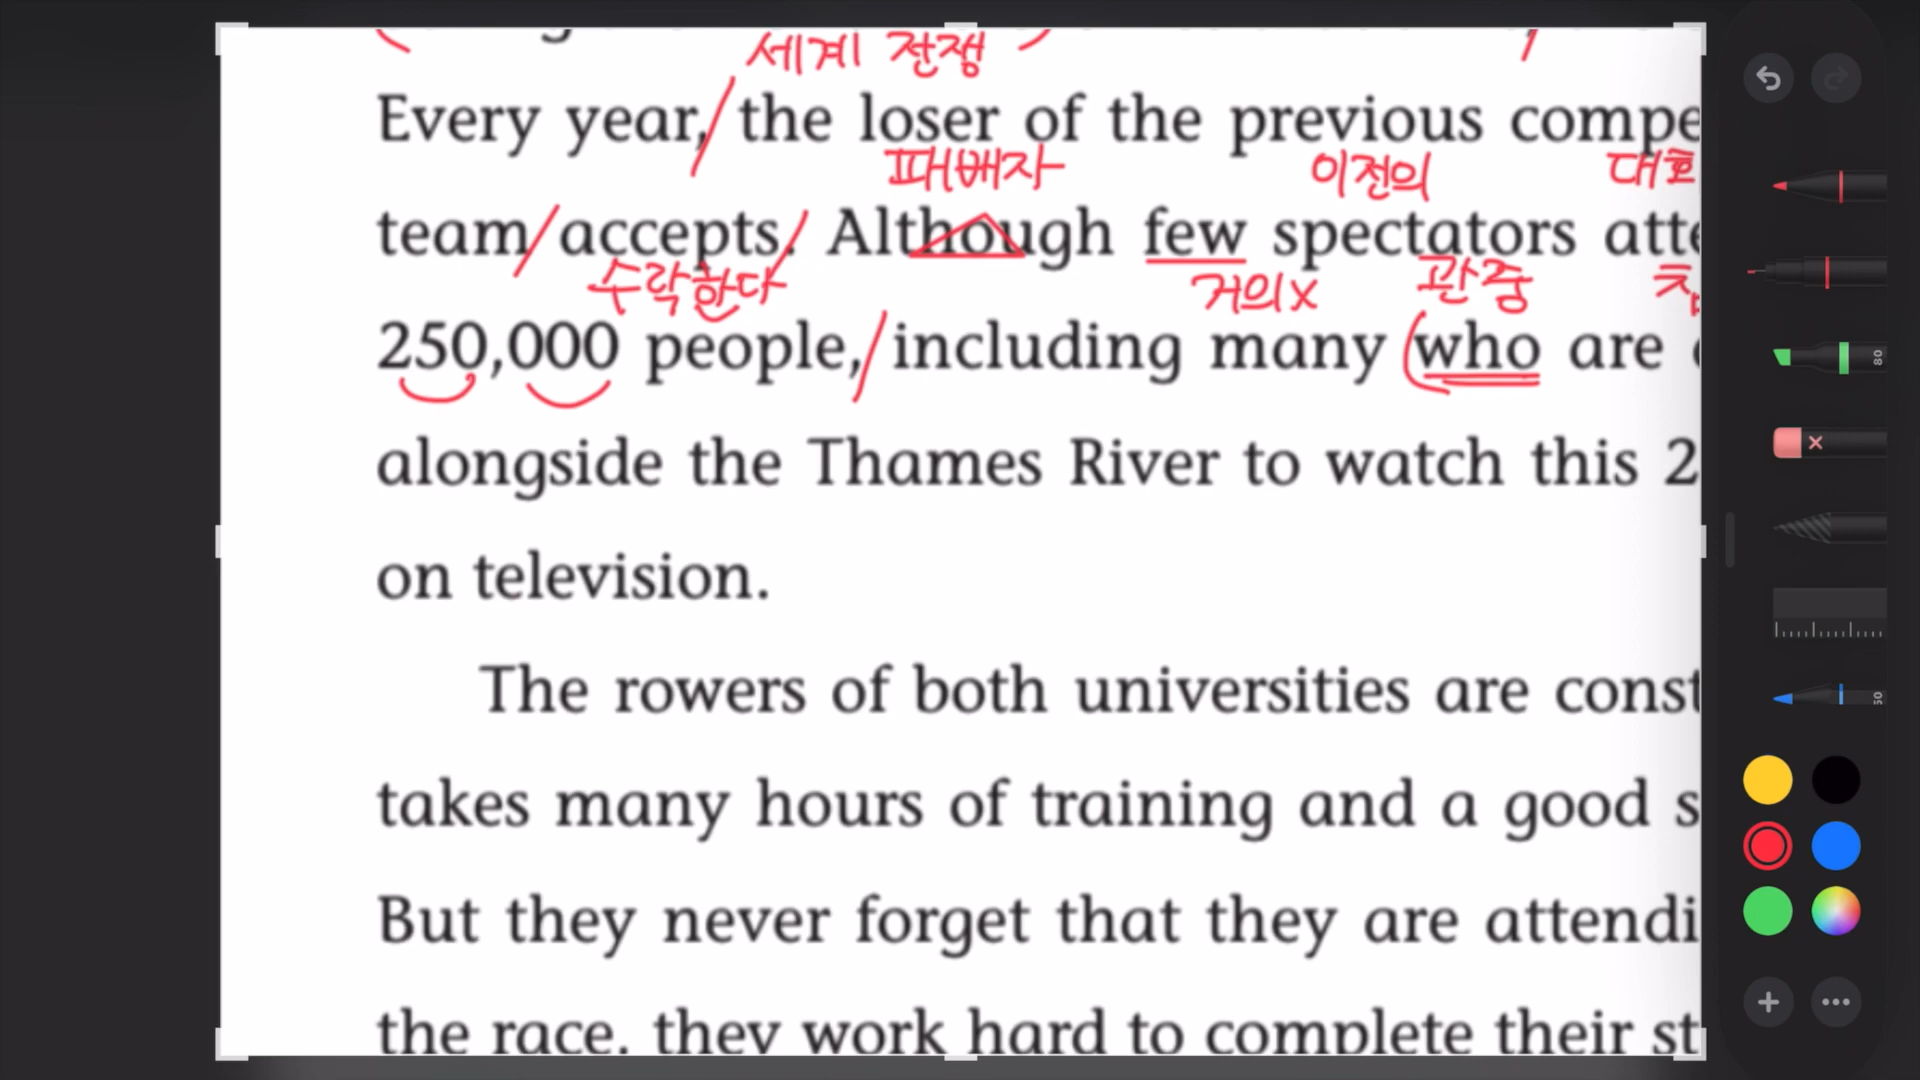 세계 전쟁
Every year, the loser of the previous compe
패배자 이전의 대회
team accepts. Although few spectators atte
수락한다 거의x 관중
250,000 people, including many who are
alongside the Thames River to watch this 2
on television.
The rowers of both universities are const
takes many hours of training and a good s
But they never forget that they are attendi
the race, they work hard to complete their st
80
50